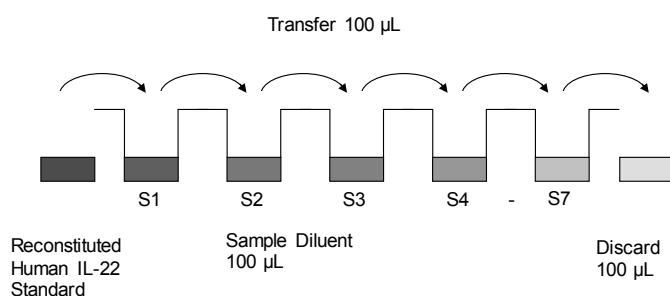 Transfer 100 µL
S1 S2 S3 S4 - S7
Reconstituted
Human IL-22
Standard
Sample Diluent
100 µL
Discard
100 µL